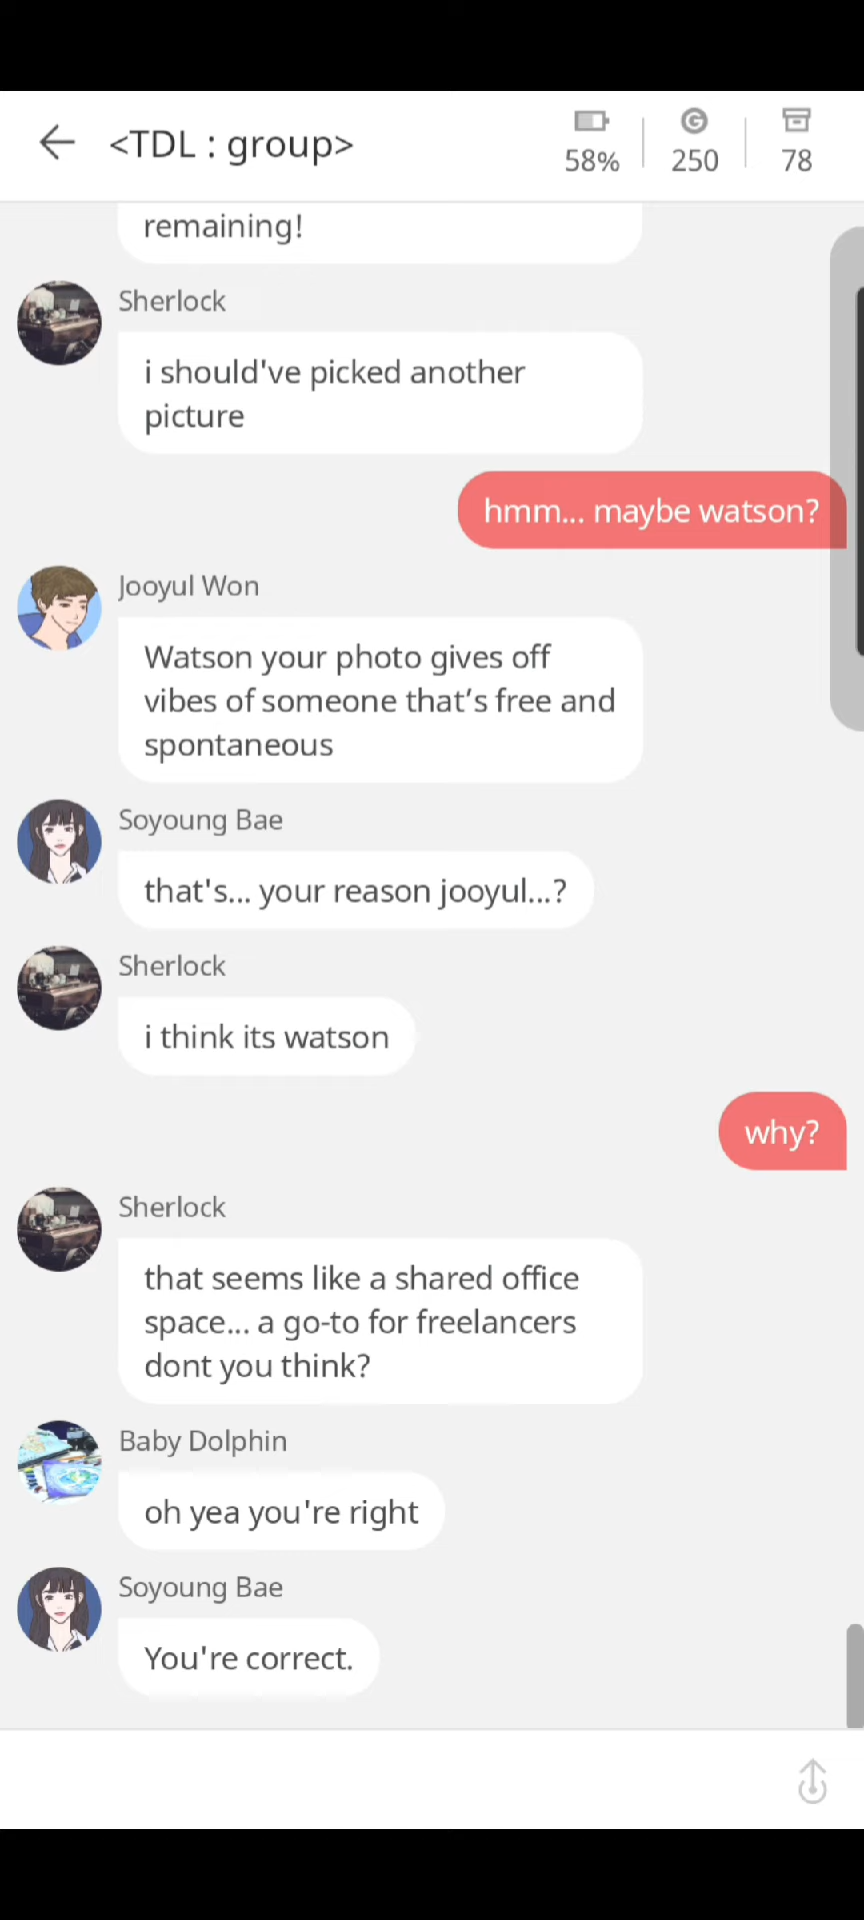 <TDL : group>
58%
250
78
remaining!
Sherlock
i should've picked another
picture
hmm... maybe watson?
Jooyul Won
Watson your photo gives off
vibes of someone that’s free and
spontaneous
Soyoung Bae
that's... your reason jooyul...?
Sherlock
i think its watson
why?
Sherlock
that seems like a shared office
space... a go-to for freelancers
dont you think?
Baby Dolphin
oh yea you're right
Soyoung Bae
You're correct.